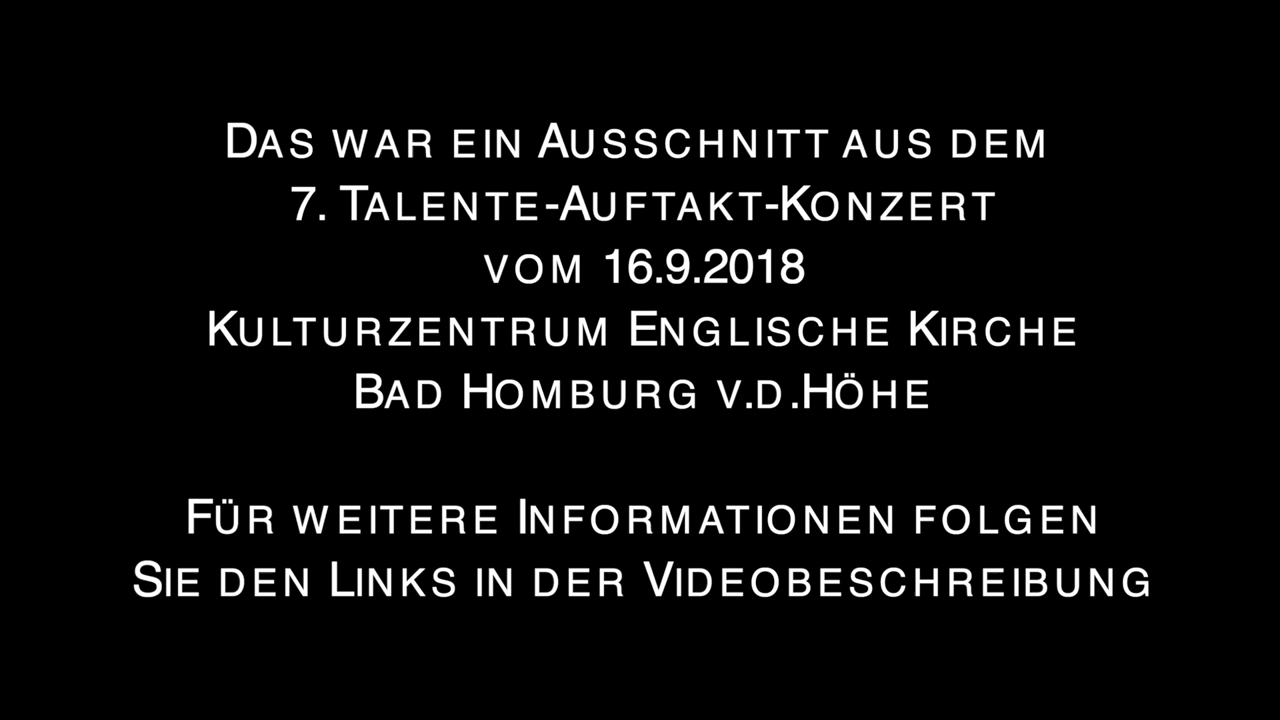 Das war ein Ausschnitt aus dem
7. Talente-Auftakt-Konzert
vom 16.9.2018
Kulturzentrum Englische Kirche
Bad Homburg v.d.Höhe
Für weitere Informationen folgen
Sie den Links in der Videobeschreibung